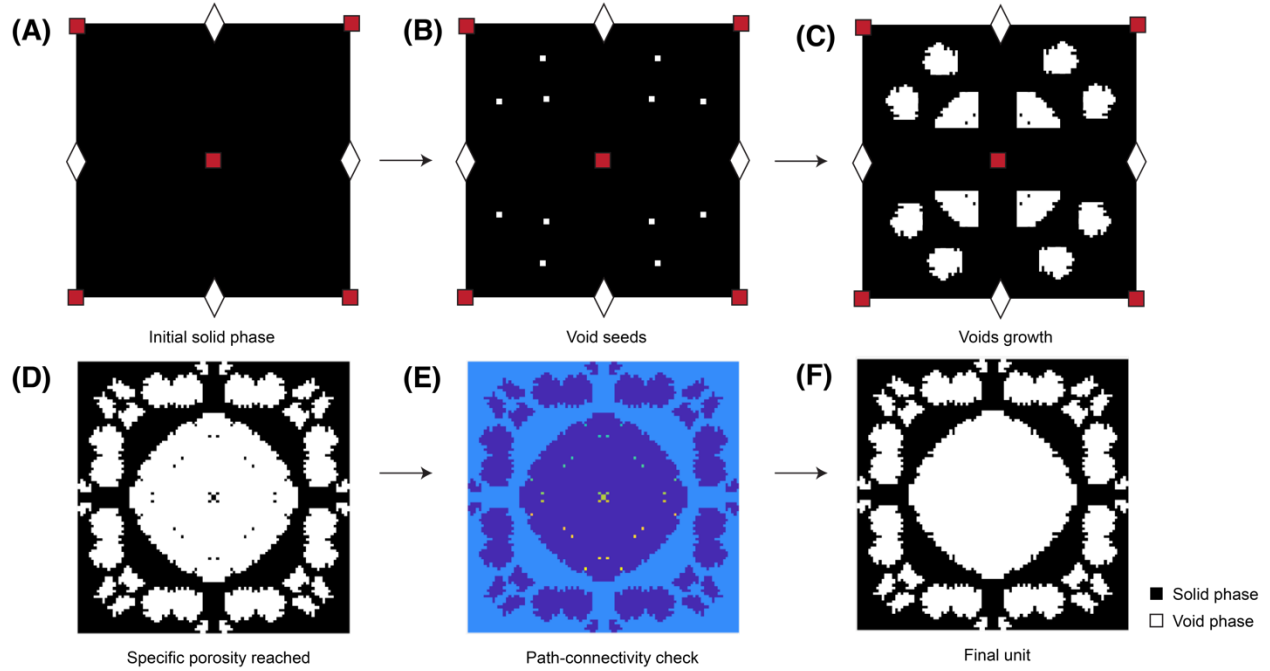 (A)
(B)
(C)
Initial solid phase
Void seeds
Voids growth
(D)
(E)
(F)
Solid phase
Void phase
Specific porosity reached
Path-connectivity check
Final unit